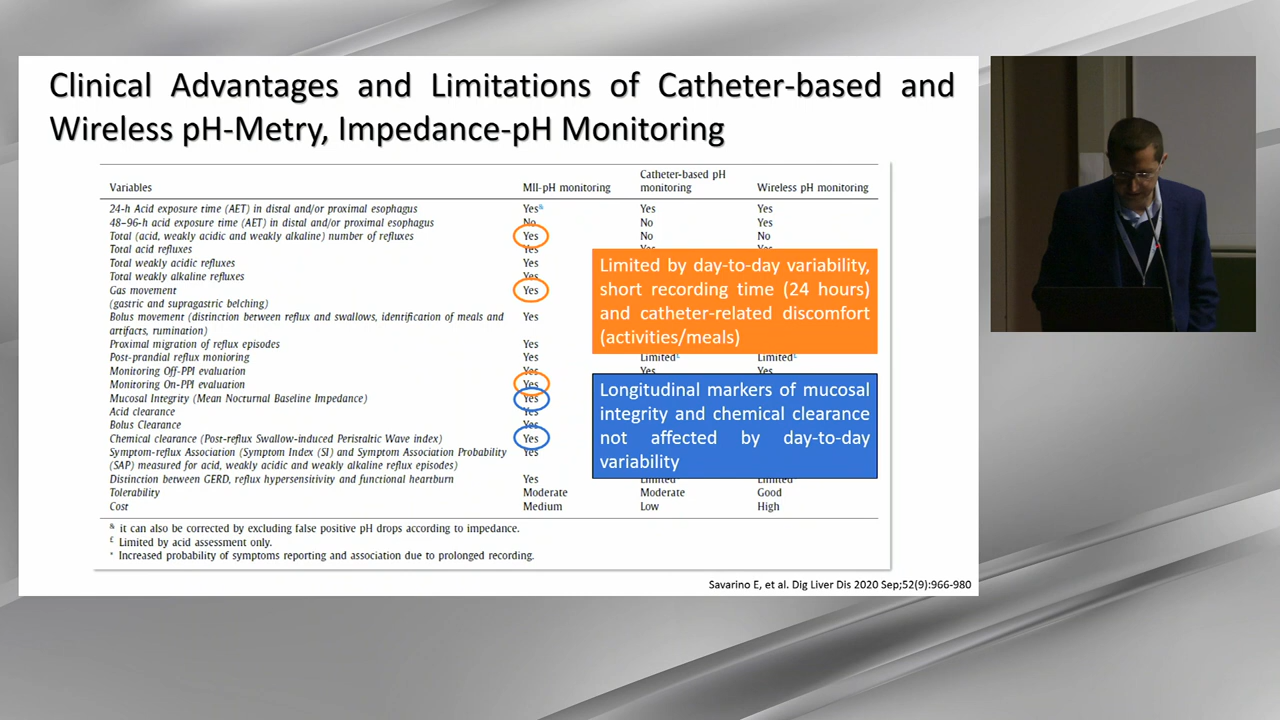 Clinical Advantages and Limitations of Catheter-based and
Wireless pH-Metry, Impedance-pH Monitoring
Variables MII-pH monitoring Catheter-based pH monitoring Wireless pH monitoring
24-h Acid exposure time (AET) in distal and/or proximal esophagus Yes& Yes Yes
48–96-h acid exposure time (AET) in distal and/or proximal esophagus No No Yes
Total (acid, weakly acidic and weakly alkaline) number of refluxes Yes No No
Total acid refluxes Yes Yes Yes
Total weakly acidic refluxes Yes
Total weakly alkaline refluxes Yes
Gas movement Yes
(gastric and supragastric belching)
Bolus movement (distinction between reflux and swallows, identification of meals and Yes
artifacts, rumination)
Proximal migration of reflux episodes Yes
Post-prandial reflux monioring Yes Limited£ Limited£
Monitoring Off-PPI evaluation Yes Yes Yes
Monitoring On-PPI evaluation Yes
Mucosal Integrity (Mean Nocturnal Baseline Impedance) Yes
Acid clearance Yes
Bolus Clearance Yes
Chemical clearance (Post-reflux Swallow-induced Peristaltic Wave index) Yes
Symptom-reflux Association (Symptom Index (SI) and Symptom Association Probability Yes
(SAP) measured for acid, weakly acidic and weakly alkaline reflux episodes)
Distinction between GERD, reflux hypersensitivity and functional heartburn Yes Limited Limited
Tolerability Moderate Moderate Good
Cost Medium Low High
Limited by day-to-day variability,
short recording time (24 hours)
and catheter-related discomfort
(activities/meals)
Longitudinal markers of mucosal
integrity and chemical clearance
not affected by day-to-day
variability
& it can also be corrected by excluding false positive pH drops according to impedance.
£ Limited by acid assessment only.
* Increased probability of symptoms reporting and association due to prolonged recording.
Savarino E, et al. Dig Liver Dis 2020 Sep;52(9):966-980